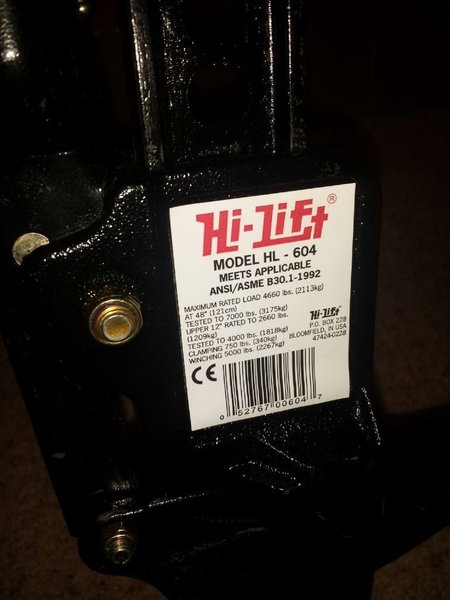 Hi-Lift®
MODEL HL - 604
MEETS APPLICABLE
ANSI/ASME B30.1-1992
MAXIMUM RATED LOAD 4660 lbs. (2113kg)
AT 48" (121cm)
TESTED TO 7000 lbs. (3175kg)
UPPER 12" RATED TO 2660 lbs.
(1209kg)
TESTED TO 4000 lbs. (1818kg)
CLAMPING 750 lbs. (340kg)
WINCHING 5000 lbs. (2267kg)
Hi-Lift
P.O. BOX 228
BLOOMFIELD, IN USA
47424-0228
CE
0 52767 00604 7